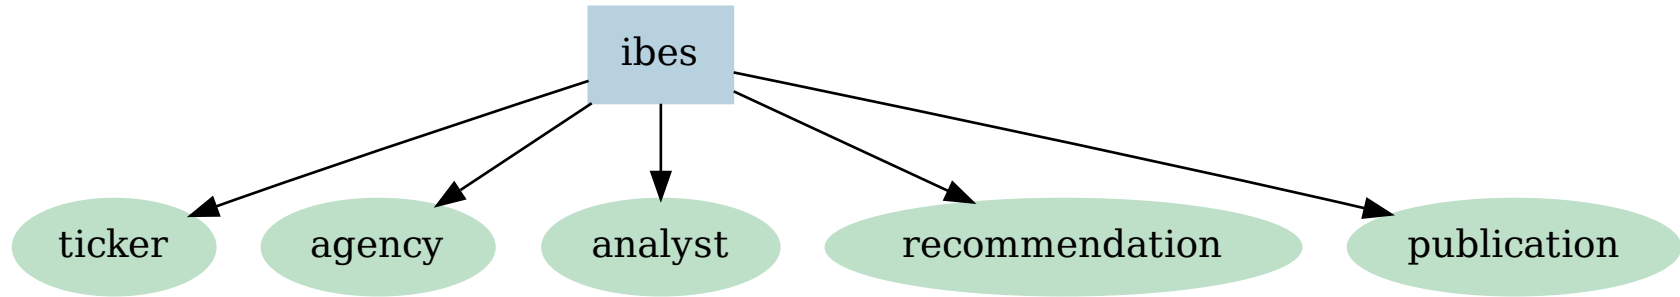 ibes
ticker
agency
analyst
recommendation
publication